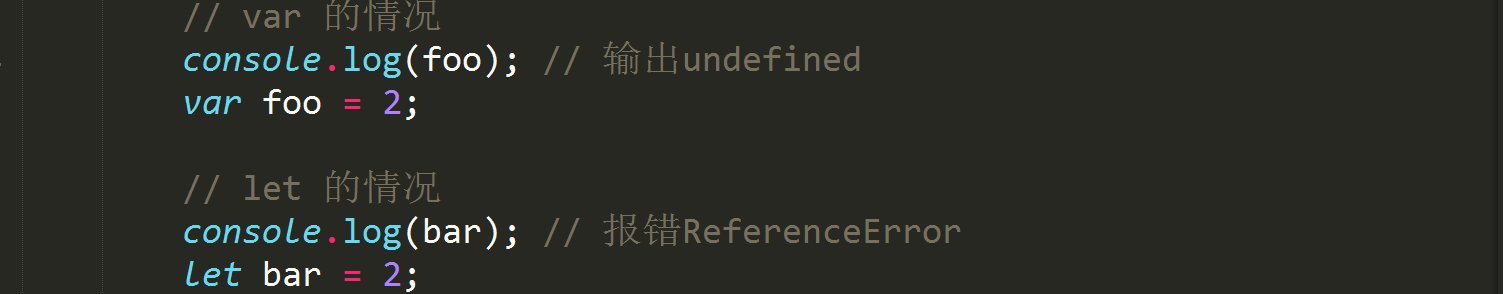 // var 的情况
console.log(foo); // 输出undefined
var foo = 2;
// let 的情况
console.log(bar); // 报错ReferenceError
let bar = 2;